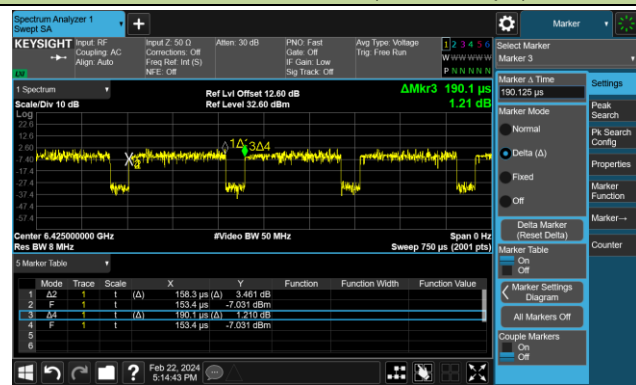 Spectrum Analyzer 1
Swept SA
Marker
KEYSIGHT
Input: RF
Coupling: AC
Align: Auto
Input Z: 50 Ω
Corrections: Off
Freq Ref: Int (S)
NFE: Off
Atten: 30 dB
PNO: Fast
Gate: Off
IF Gain: Low
Sig Track: Off
Avg Type: Voltage
Trig: Free Run
1 2 3 4 5 6
W W W W W W
P N N N N N
Select Marker
Marker 3
1 Spectrum
Scale/Div 10 dB
Log
Ref Lvl Offset 12.60 dB
Ref Level 32.60 dBm
ΔMkr3 190.1 µs
1.21 dB
22.6
12.6
2.60
-7.40
-17.4
-27.4
-37.4
-47.4
-57.4
1Δ
3Δ4
Center 6.425000000 GHz
Res BW 8 MHz
#Video BW 50 MHz
Span 0 Hz
Sweep 750 µs (2001 pts)
5 Marker Table
Mode Trace Scale X Y Function Function Width Function Value
1 Δ2 1 t (Δ) 158.3 µs (Δ) 3.461 dB
2 F 1 t 153.4 µs -7.031 dBm
3 Δ4 1 t (Δ) 190.1 µs (Δ) 1.210 dB
4 F 1 t 153.4 µs -7.031 dBm
5
6
Marker Δ Time
190.125 µs
Marker Mode
Normal
Delta (Δ)
Fixed
Off
Delta Marker
(Reset Delta)
Marker Table
On
Off
Marker Settings
Diagram
All Markers Off
Couple Markers
On
Off
Settings
Peak
Search
Pk Search
Config
Properties
Marker
Function
Marker→
Counter
Feb 22, 2024
5:14:43 PM